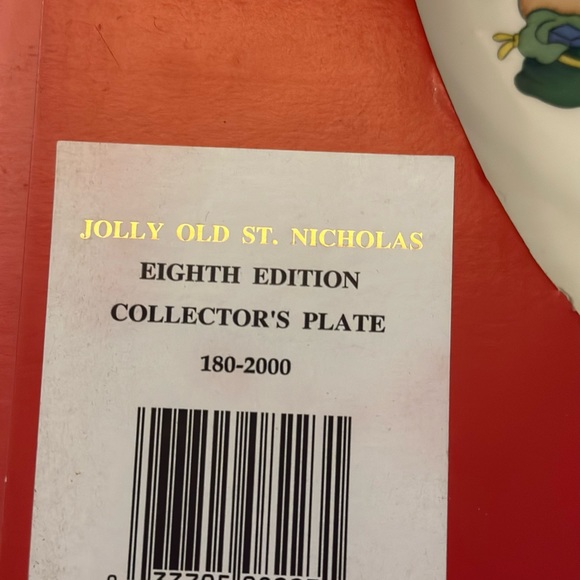 JOLLY OLD ST. NICHOLAS
EIGHTH EDITION
COLLECTOR'S PLATE
180-2000